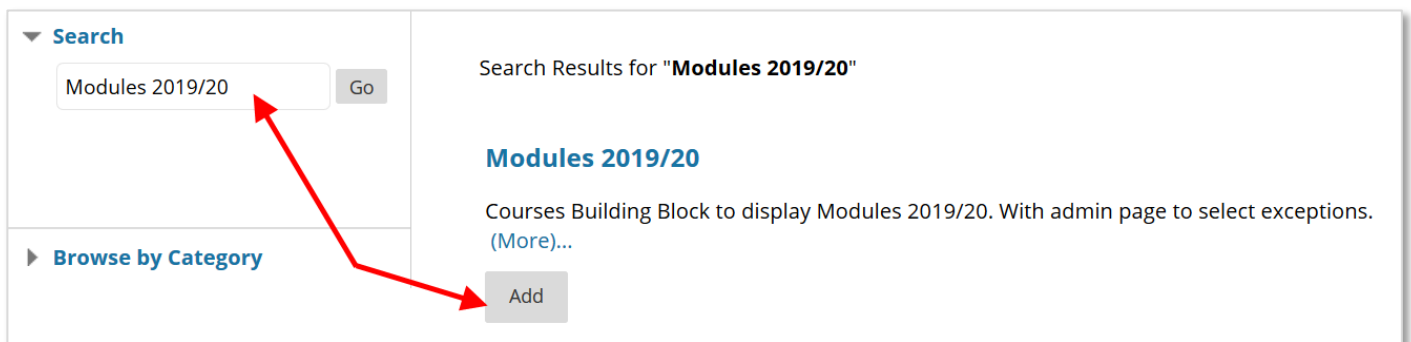 Search
Modules 2019/20
Go
Browse by Category
Search Results for "Modules 2019/20"
Modules 2019/20
Courses Building Block to display Modules 2019/20. With admin page to select exceptions.
(More)...
Add